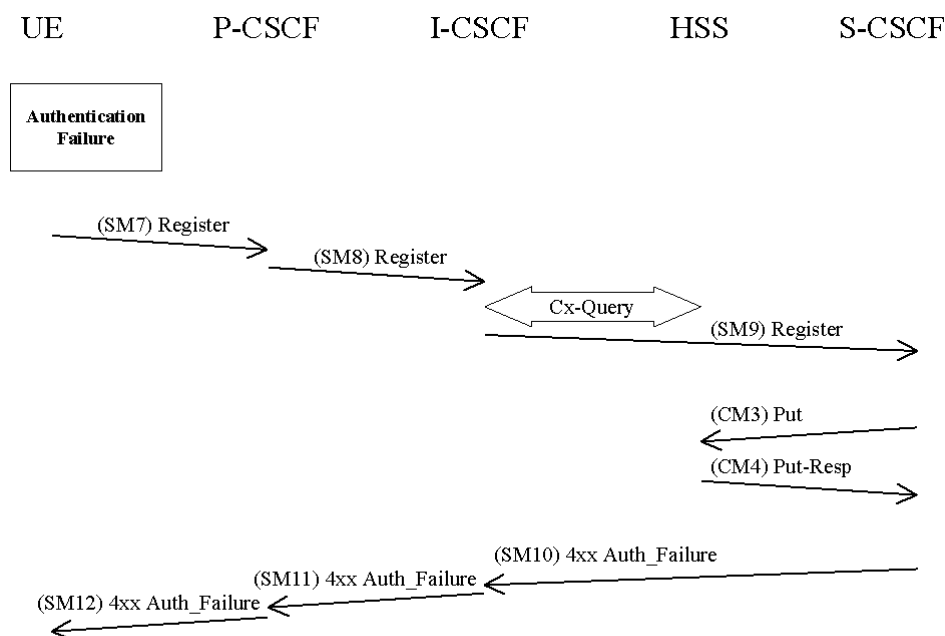 UE P-CSCF I-CSCF HSS S-CSCF
Authentication
Failure
(SM7) Register
(SM8) Register
Cx-Query
(SM9) Register
(CM3) Put
(CM4) Put-Resp
(SM10) 4xx Auth_Failure
(SM11) 4xx Auth_Failure
(SM12) 4xx Auth_Failure